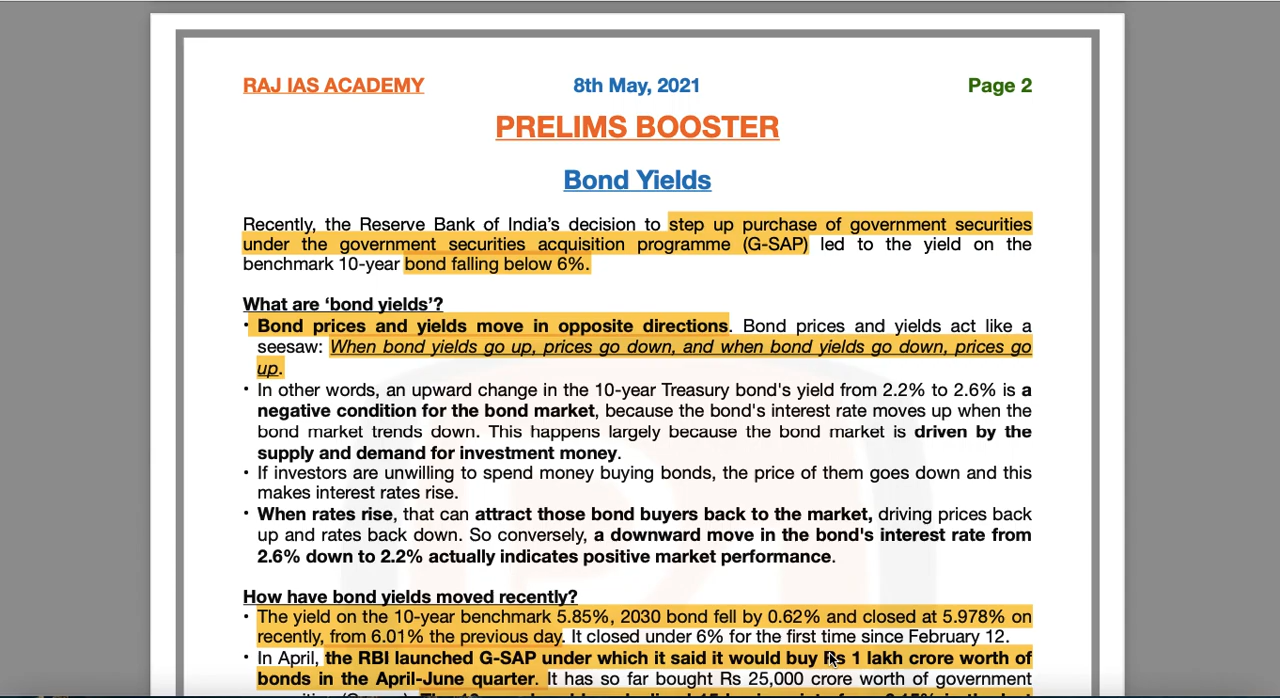 RAJ IAS ACADEMY 8th May, 2021 Page 2
PRELIMS BOOSTER
Bond Yields
Recently, the Reserve Bank of India's decision to step up purchase of government securities
under the government securities acquisition programme (G-SAP) led to the yield on the
benchmark 10-year bond falling below 6%.
What are ‘bond yields’?
• Bond prices and yields move in opposite directions. Bond prices and yields act like a
seesaw: When bond yields go up, prices go down, and when bond yields go down, prices go
up.
• In other words, an upward change in the 10-year Treasury bond's yield from 2.2% to 2.6% is a
negative condition for the bond market, because the bond's interest rate moves up when the
bond market trends down. This happens largely because the bond market is driven by the
supply and demand for investment money.
• If investors are unwilling to spend money buying bonds, the price of them goes down and this
makes interest rates rise.
• When rates rise, that can attract those bond buyers back to the market, driving prices back
up and rates back down. So conversely, a downward move in the bond's interest rate from
2.6% down to 2.2% actually indicates positive market performance.
How have bond yields moved recently?
• The yield on the 10-year benchmark 5.85%, 2030 bond fell by 0.62% and closed at 5.978% on
recently, from 6.01% the previous day. It closed under 6% for the first time since February 12.
• In April, the RBI launched G-SAP under which it said it would buy Rs 1 lakh crore worth of
bonds in the April-June quarter. It has so far bought Rs 25,000 crore worth of government